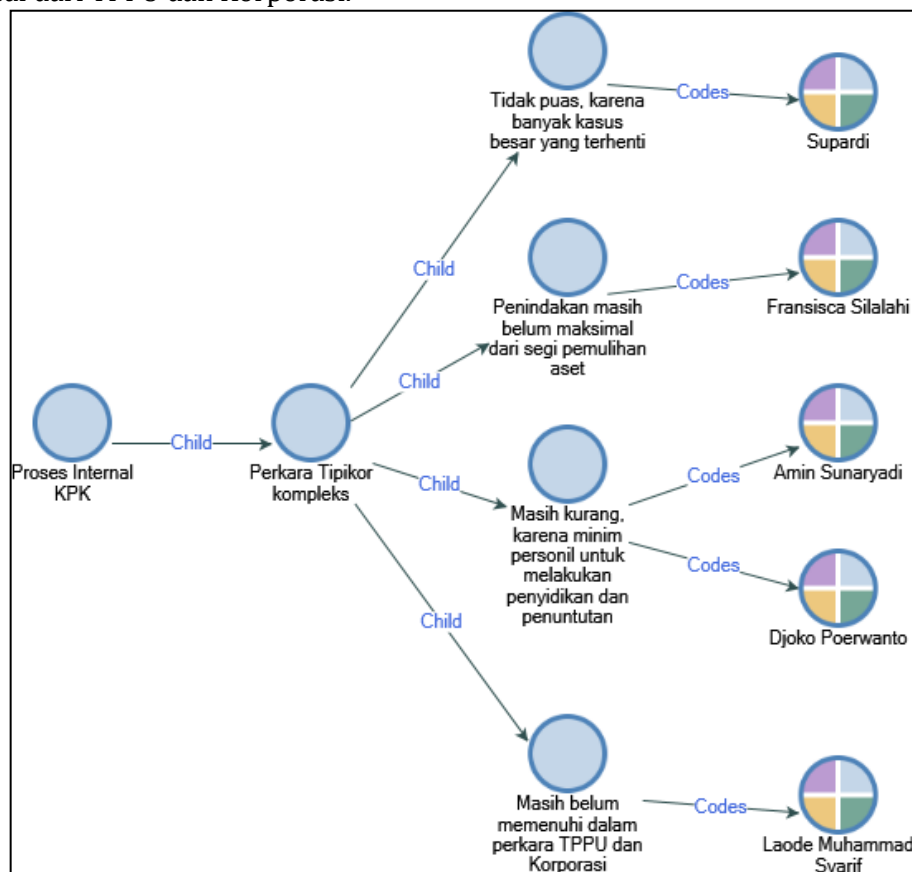 Tidak puas, karena
banyak kasus
besar yang terhenti
Codes
Supardi
Child
Penindakan masih
belum maksimal
dari segi pemulihan
aset
Codes
Fransisca Silalahi
Child
Proses Internal
KPK
Child
Perkara Tipikor
kompleks
Child
Masih kurang,
karena minim
personil untuk
melakukan
penyidikan dan
penuntutan
Codes
Amin Sunaryadi
Codes
Djoko Poerwanto
Child
Masih belum
memenuhi dalam
perkara TPPU dan
Korporasi
Codes
Laode Muhammad
Syarif